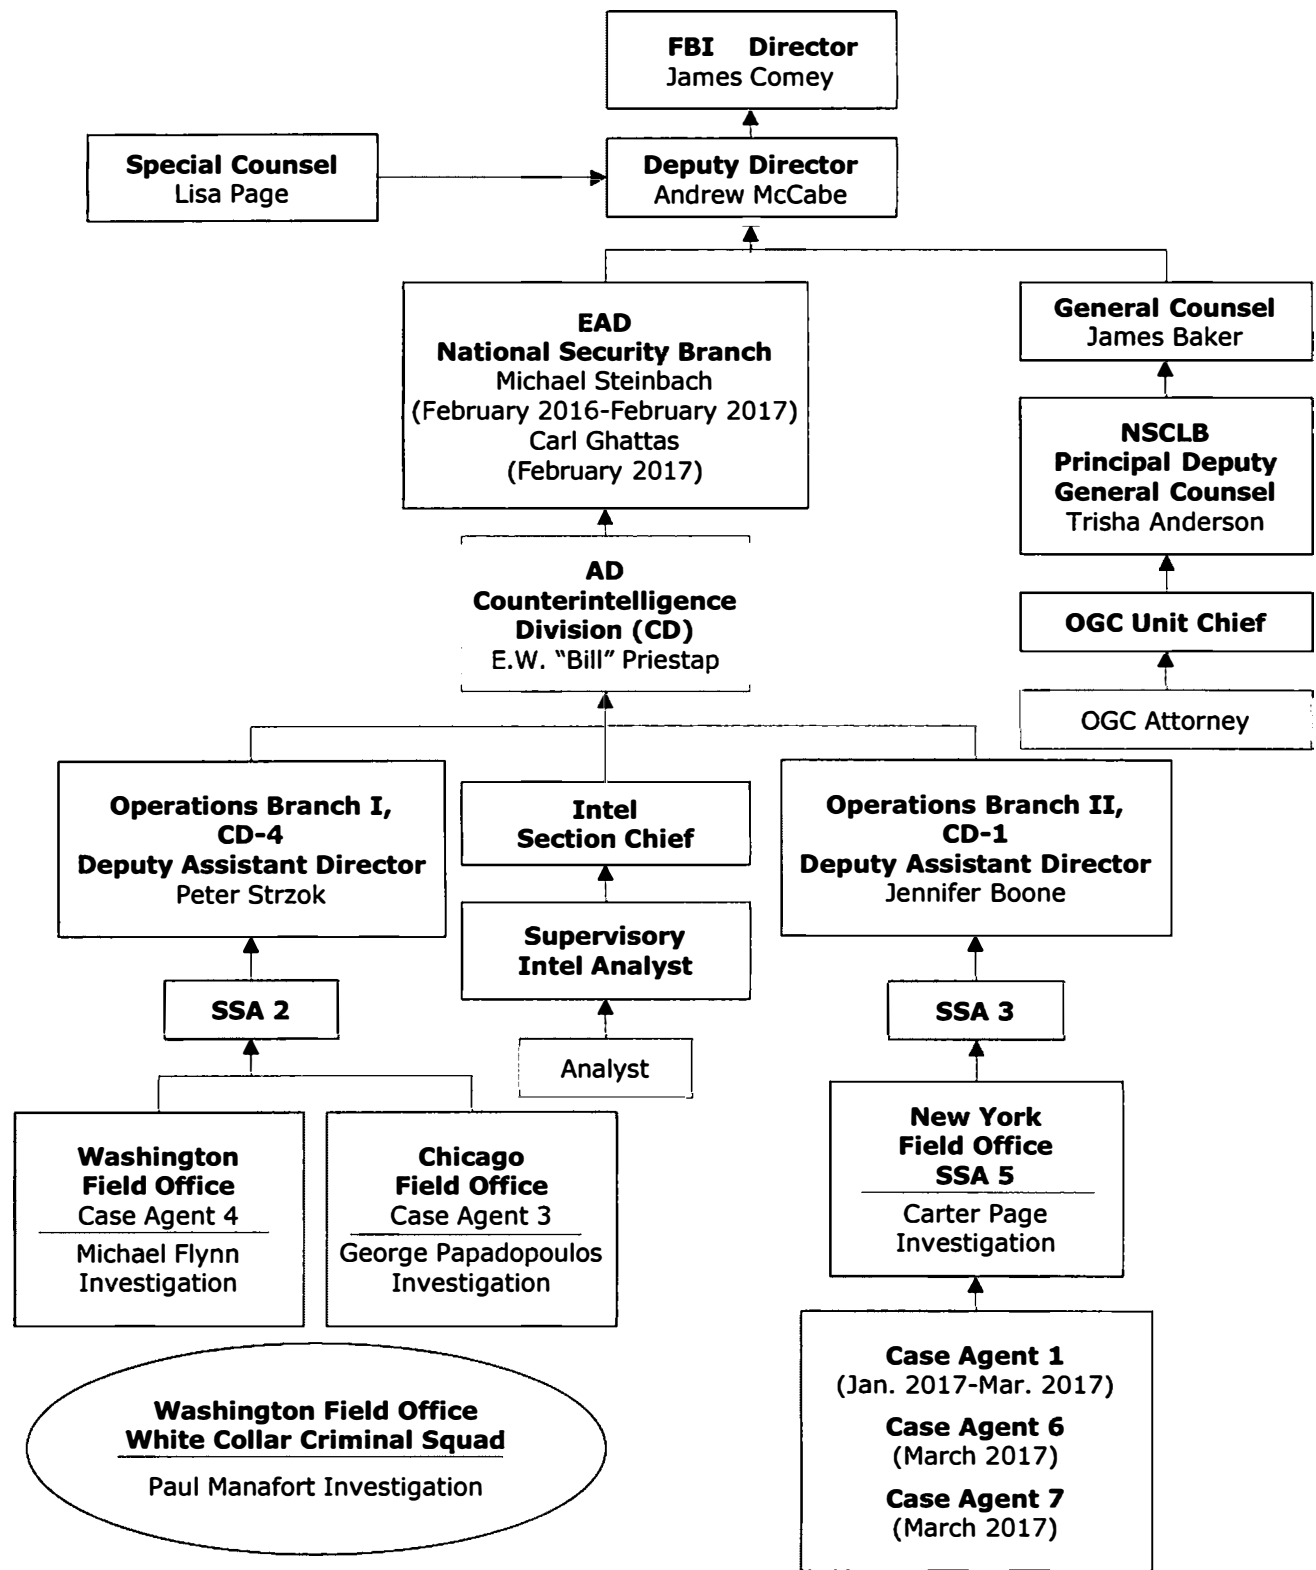 FBI Director
James Comey
Special Counsel
Lisa Page
Deputy Director
Andrew McCabe
EAD
National Security Branch
Michael Steinbach
(February 2016-February 2017)
Carl Ghattas
(February 2017)
General Counsel
James Baker
NSCLB
Principal Deputy
General Counsel
Trisha Anderson
OGC Unit Chief
OGC Attorney
AD
Counterintelligence
Division (CD)
E.W. “Bill” Priestap
Operations Branch I,
CD-4
Deputy Assistant Director
Peter Strzok
Intel
Section Chief
Operations Branch II,
CD-1
Deputy Assistant Director
Jennifer Boone
Supervisory
Intel Analyst
SSA 2
SSA 3
Analyst
Washington
Field Office
Case Agent 4
Michael Flynn
Investigation
Chicago
Field Office
Case Agent 3
George Papadopoulos
Investigation
New York
Field Office
SSA 5
Carter Page
Investigation
Washington Field Office
White Collar Criminal Squad
Paul Manafort Investigation
Case Agent 1
(Jan. 2017-Mar. 2017)
Case Agent 6
(March 2017)
Case Agent 7
(March 2017)